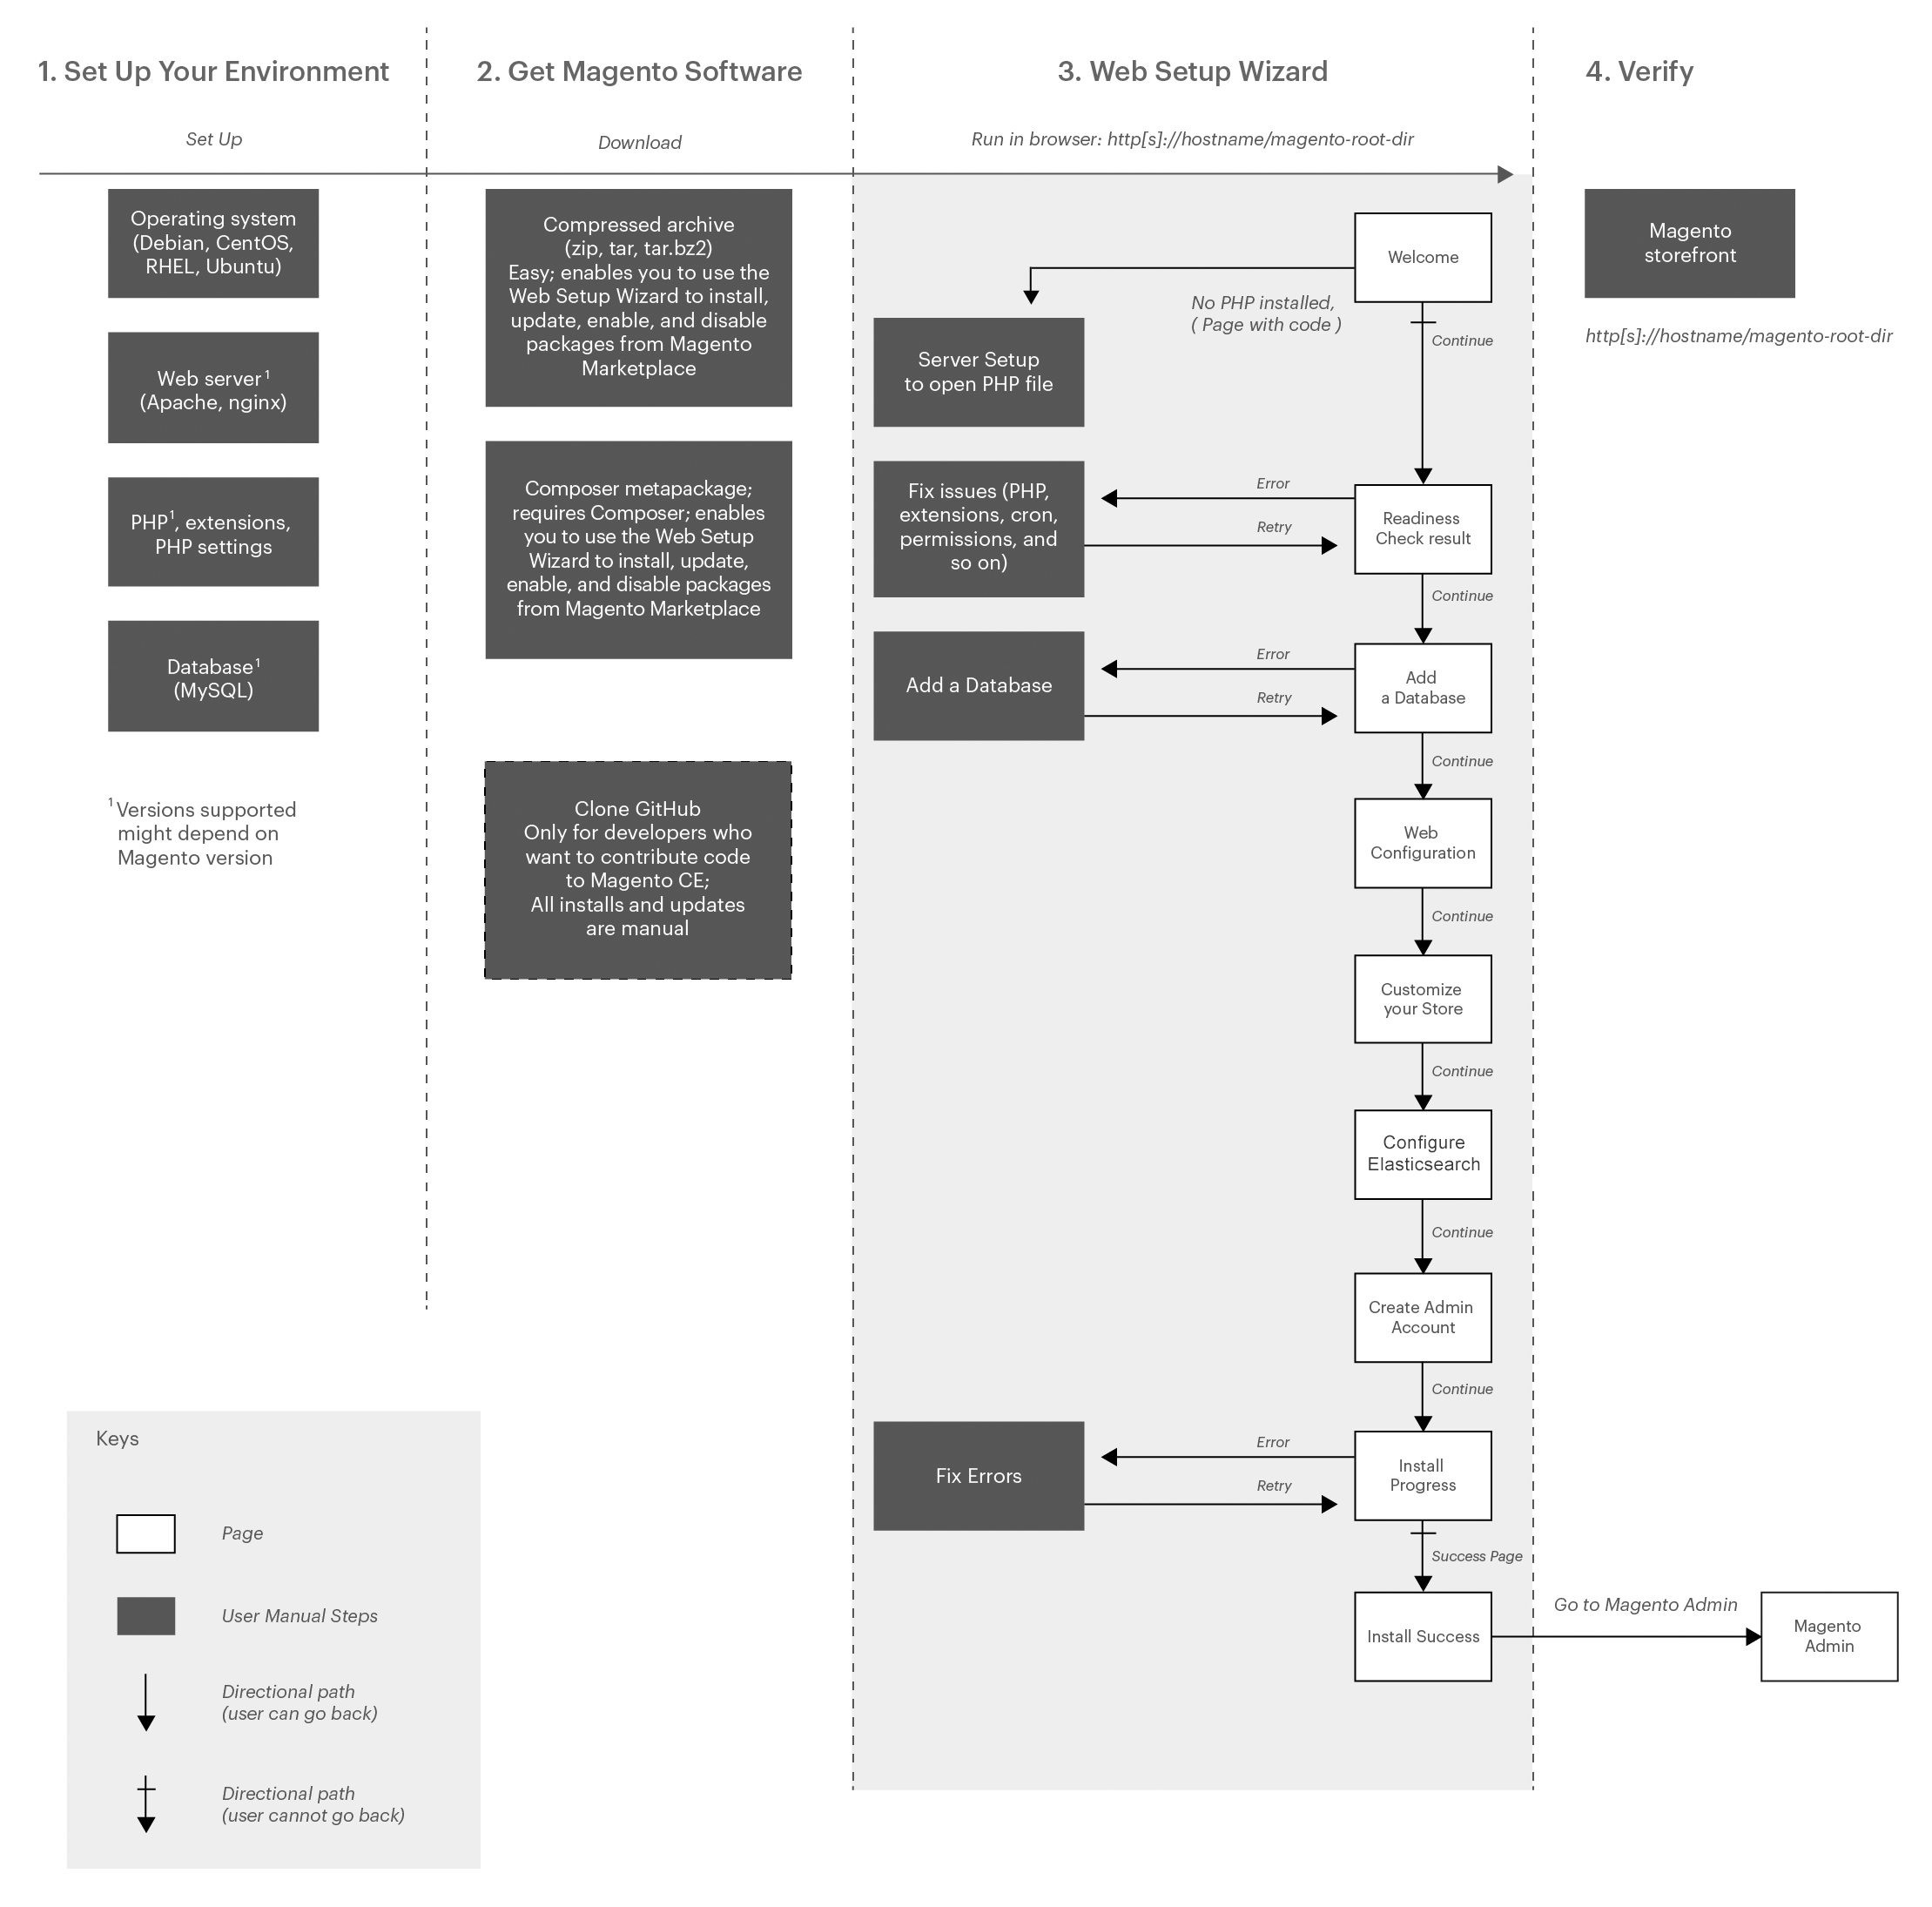 1. Set Up Your Environment
Set Up
Operating system
(Debian, CentOS,
RHEL, Ubuntu)
Web server¹
(Apache, nginx)
PHP¹, extensions,
PHP settings
Database¹
(MySQL)
¹ Versions supported
might depend on
Magento version
2. Get Magento Software
Download
Compressed archive
(zip, tar, tar.bz2)
Easy; enables you to use the
Web Setup Wizard to install,
update, enable, and disable
packages from Magento
Marketplace
Composer metapackage;
requires Composer; enables
you to use the Web Setup
Wizard to install, update,
enable, and disable packages
from Magento Marketplace
Clone GitHub
Only for developers who
want to contribute code
to Magento CE;
All installs and updates
are manual
3. Web Setup Wizard
Run in browser: http[s]://hostname/magento-root-dir
Welcome
No PHP installed,
( Page with code )
Continue
Server Setup
to open PHP file
Fix issues (PHP,
extensions, cron,
permissions, and
so on)
Error
Retry
Readiness
Check result
Continue
Add a Database
Error
Retry
Add
a Database
Continue
Web
Configuration
Continue
Customize
your Store
Continue
Configure
Elasticsearch
Continue
Create Admin
Account
Continue
Fix Errors
Error
Retry
Install
Progress
Success Page
Install Success
4. Verify
Magento
storefront
http[s]://hostname/magento-root-dir
Go to Magento Admin
Magento
Admin
Keys
Page
User Manual Steps
Directional path
(user can go back)
Directional path
(user cannot go back)